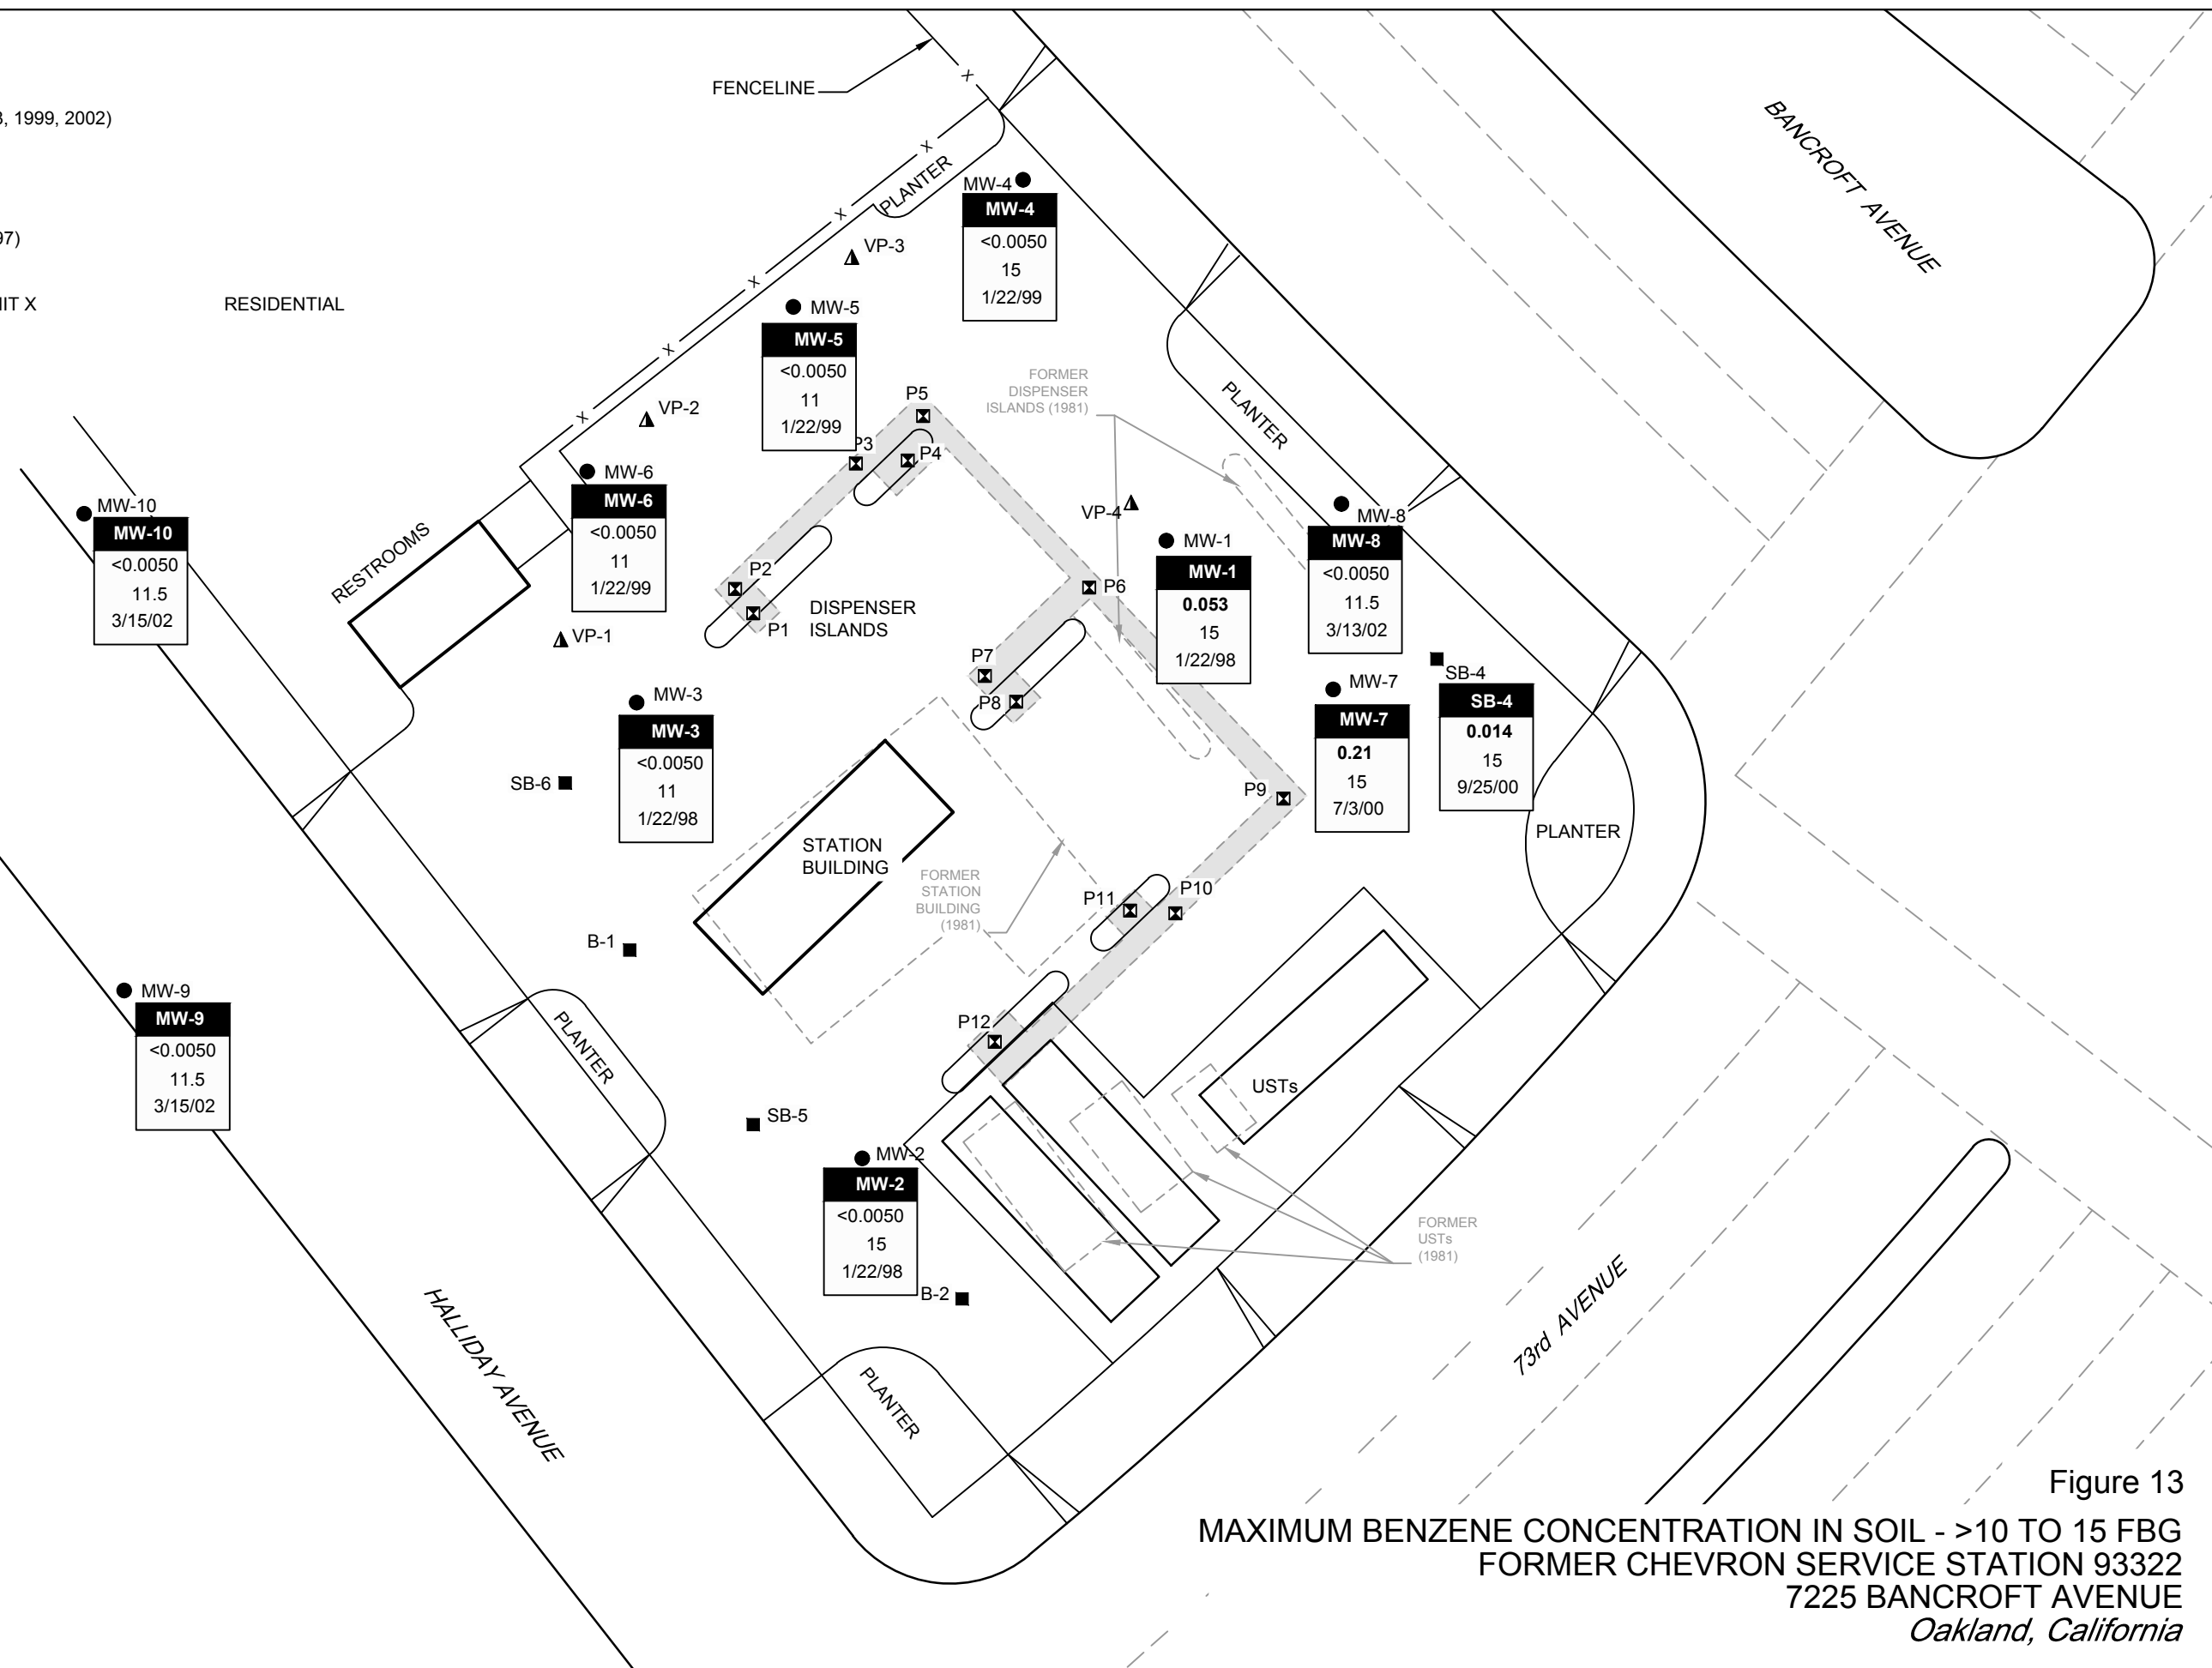 FENCELINE
, 1999, 2002)
97)
IIT X
RESIDENTIAL
X
X
X
X
X
X
PLANTER
BANCROFT AVENUE
MW-4
MW-4
<0.0050
15
1/22/99
VP-3
MW-5
MW-5
<0.0050
11
1/22/99
FORMER
DISPENSER
ISLANDS (1981)
PLANTER
VP-2
P5
P3
P4
MW-6
MW-6
<0.0050
11
1/22/99
MW-10
MW-10
<0.0050
11.5
3/15/02
RESTROOMS
VP-4
MW-1
MW-1
0.053
15
1/22/98
MW-8
MW-8
<0.0050
11.5
3/13/02
P2
P1
DISPENSER
ISLANDS
P6
VP-1
P7
P8
MW-3
MW-3
<0.0050
11
1/22/98
MW-7
MW-7
0.21
15
7/3/00
SB-4
SB-4
0.014
15
9/25/00
SB-6
P9
PLANTER
STATION
BUILDING
FORMER
STATION
BUILDING
(1981)
P11
P10
B-1
MW-9
MW-9
<0.0050
11.5
3/15/02
PLANTER
P12
USTs
SB-5
MW-2
MW-2
<0.0050
15
1/22/98
B-2
FORMER
USTs
(1981)
HALLIDAY AVENUE
73rd AVENUE
PLANTER
Figure 13
MAXIMUM BENZENE CONCENTRATION IN SOIL - >10 TO 15 FBG
FORMER CHEVRON SERVICE STATION 93322
7225 BANCROFT AVENUE
Oakland, California